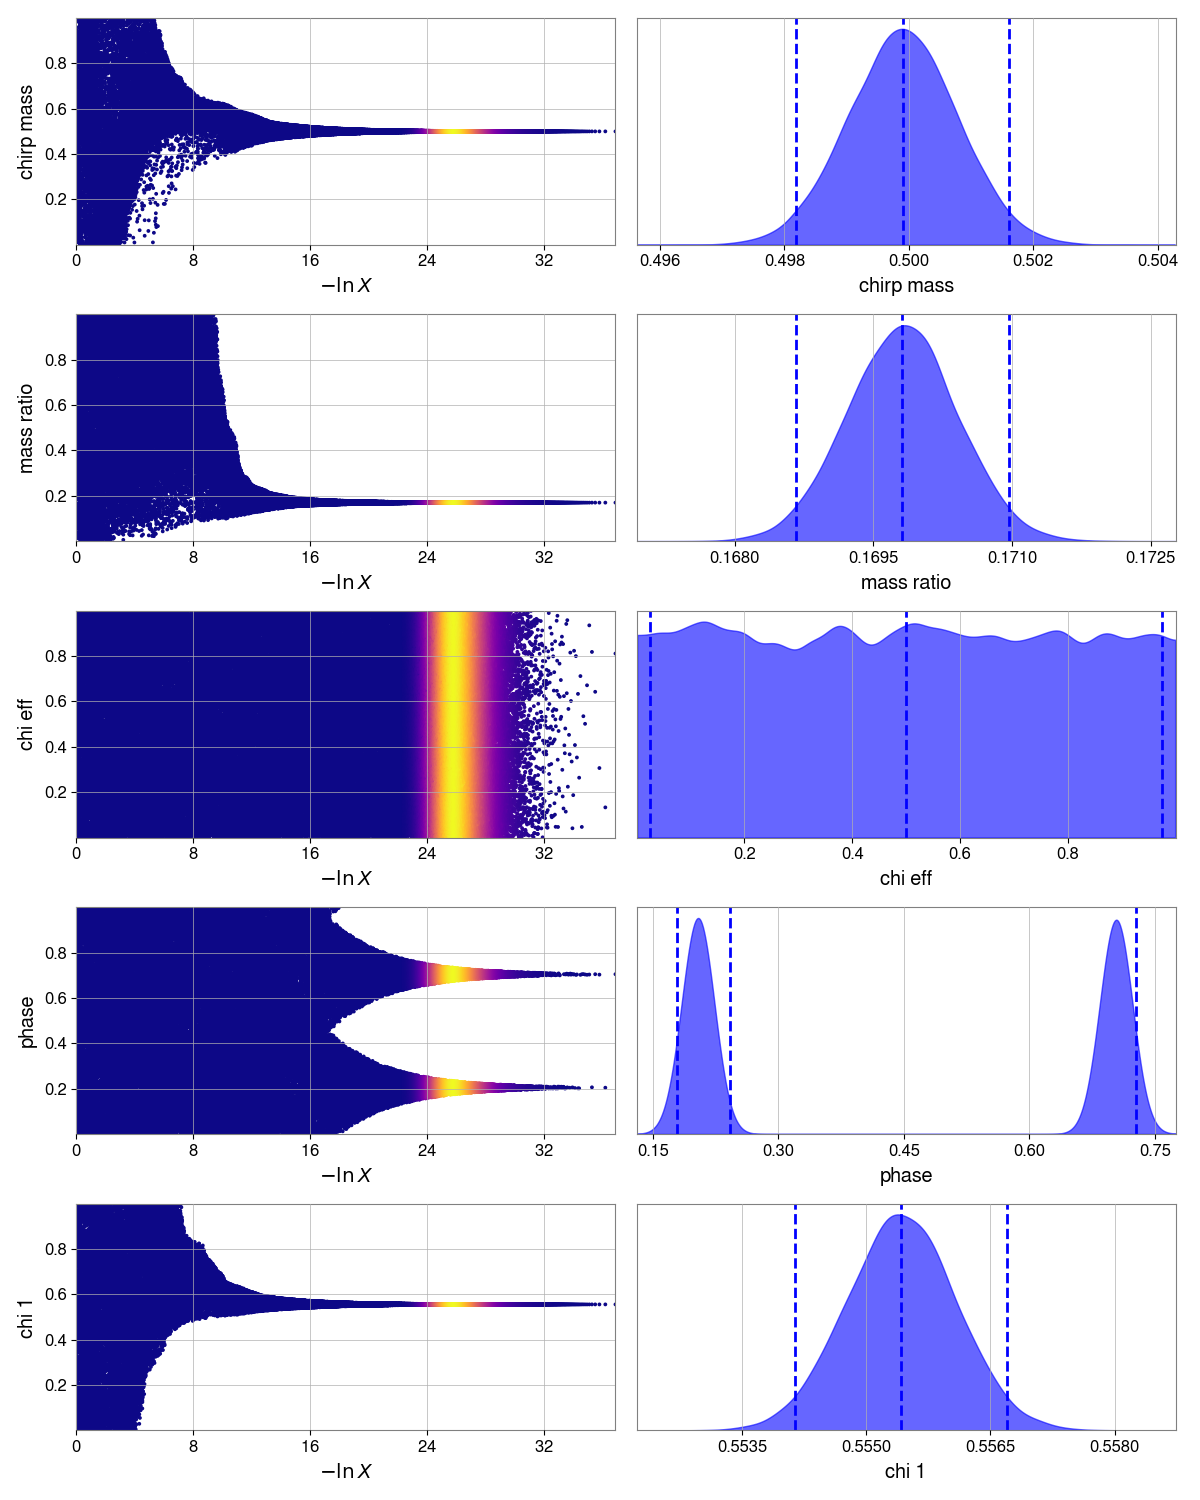 chirp mass
0.8
0.6
0.4
0.2
0 8 16 24 32
−ln X
0.496 0.498 0.500 0.502 0.504
chirp mass
mass ratio
0.8
0.6
0.4
0.2
0 8 16 24 32
−ln X
0.1680 0.1695 0.1710 0.1725
mass ratio
chi eff
0.8
0.6
0.4
0.2
0 8 16 24 32
−ln X
0.2 0.4 0.6 0.8
chi eff
phase
0.8
0.6
0.4
0.2
0 8 16 24 32
−ln X
0.15 0.30 0.45 0.60 0.75
phase
chi 1
0.8
0.6
0.4
0.2
0 8 16 24 32
−ln X
0.5535 0.5550 0.5565 0.5580
chi 1